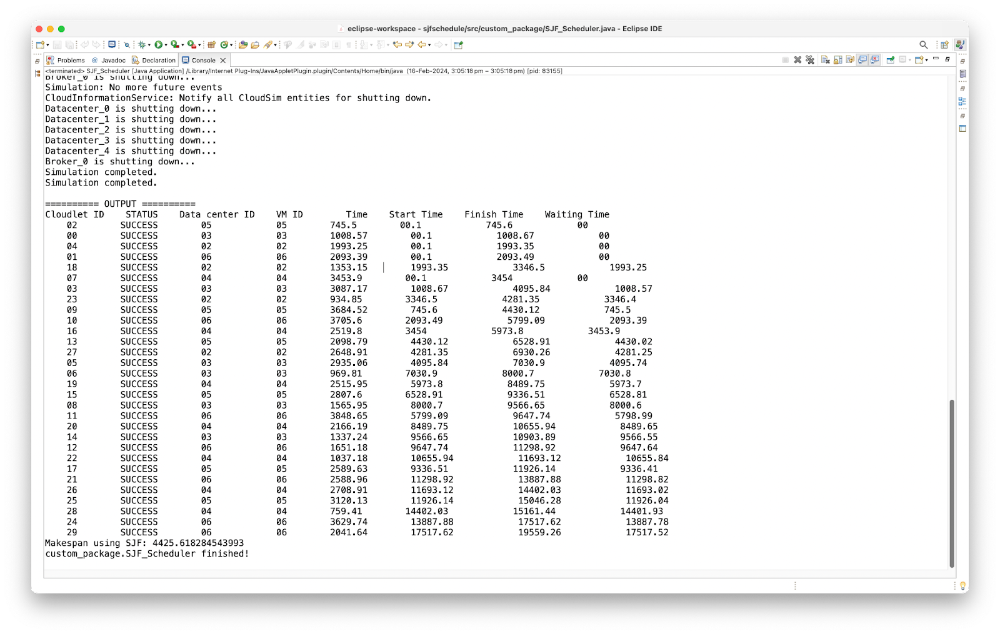 eclipse-workspace - sjfschedule/src/custom_package/SJF_Scheduler.java - Eclipse IDE
Problems @ Javadoc Declaration Console
<terminated> SJF_Scheduler [Java Application] /Library/Internet Plug-Ins/JavaAppletPlugin.plugin/Contents/Home/bin/java (16-Feb-2024, 3:05:18 pm – 3:05:18 pm) [pid: 83155]
Broker_0 is shutting down...
Simulation: No more future events
CloudInformationService: Notify all CloudSim entities for shutting down.
Datacenter_0 is shutting down...
Datacenter_1 is shutting down...
Datacenter_2 is shutting down...
Datacenter_3 is shutting down...
Datacenter_4 is shutting down...
Broker_0 is shutting down...
Simulation completed.
Simulation completed.
========== OUTPUT ==========
Cloudlet ID STATUS Data center ID VM ID Time Start Time Finish Time Waiting Time
02 SUCCESS 05 05 745.5 00.1 745.6 00
00 SUCCESS 03 03 1008.57 00.1 1008.67 00
04 SUCCESS 02 02 1993.25 00.1 1993.35 00
01 SUCCESS 06 06 2093.39 00.1 2093.49 00
18 SUCCESS 02 02 1353.15 1993.35 3346.5 1993.25
07 SUCCESS 04 04 3453.9 00.1 3454 00
03 SUCCESS 03 03 3087.17 1008.67 4095.84 1008.57
23 SUCCESS 02 02 934.85 3346.5 4281.35 3346.4
09 SUCCESS 05 05 3684.52 745.6 4430.12 745.5
10 SUCCESS 06 06 3705.6 2093.49 5799.09 2093.39
16 SUCCESS 04 04 2519.8 3454 5973.8 3453.9
13 SUCCESS 05 05 2098.79 4430.12 6528.91 4430.02
27 SUCCESS 02 02 2648.91 4281.35 6930.26 4281.25
05 SUCCESS 03 03 2935.06 4095.84 7030.9 4095.74
06 SUCCESS 03 03 969.81 7030.9 8000.7 7030.8
19 SUCCESS 04 04 2515.95 5973.8 8489.75 5973.7
15 SUCCESS 05 05 2807.6 6528.91 9336.51 6528.81
08 SUCCESS 03 03 1565.95 8000.7 9566.65 8000.6
11 SUCCESS 06 06 3848.65 5799.09 9647.74 5798.99
20 SUCCESS 04 04 2166.19 8489.75 10655.94 8489.65
14 SUCCESS 03 03 1337.24 9566.65 10903.89 9566.55
12 SUCCESS 06 06 1651.18 9647.74 11298.92 9647.64
22 SUCCESS 04 04 1037.18 10655.94 11693.12 10655.84
17 SUCCESS 05 05 2589.63 9336.51 11926.14 9336.41
21 SUCCESS 06 06 2588.96 11298.92 13887.88 11298.82
26 SUCCESS 04 04 2708.91 11693.12 14402.03 11693.02
25 SUCCESS 05 05 3120.13 11926.14 15046.28 11926.04
28 SUCCESS 04 04 759.41 14402.03 15161.44 14401.93
24 SUCCESS 06 06 3629.74 13887.88 17517.62 13887.78
29 SUCCESS 06 06 2041.64 17517.62 19559.26 17517.52
Makespan using SJF: 4425.618284543993
custom_package.SJF_Scheduler finished!